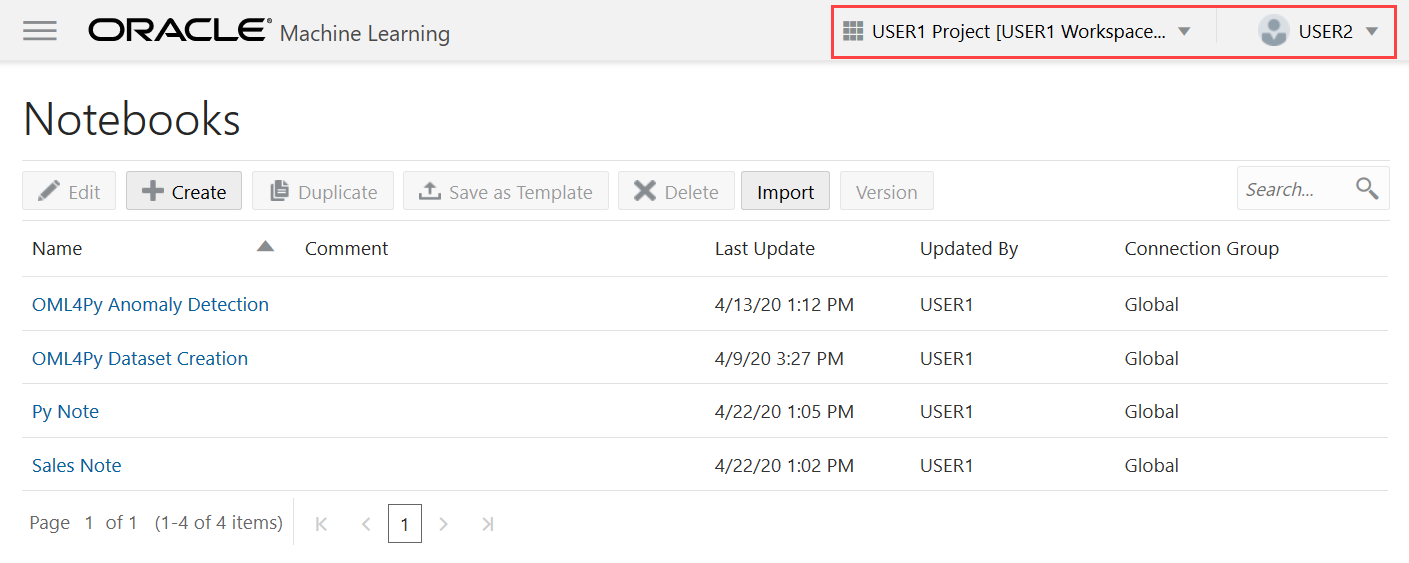 ORACLE® Machine Learning USER1 Project [USER1 Workspace... USER2
Notebooks
Edit Create Duplicate Save as Template Delete Import Version Search...
Name Comment Last Update Updated By Connection Group
OML4Py Anomaly Detection 4/13/20 1:12 PM USER1 Global
OML4Py Dataset Creation 4/9/20 3:27 PM USER1 Global
Py Note 4/22/20 1:05 PM USER1 Global
Sales Note 4/22/20 1:02 PM USER1 Global
Page 1 of 1 (1-4 of 4 items) 1